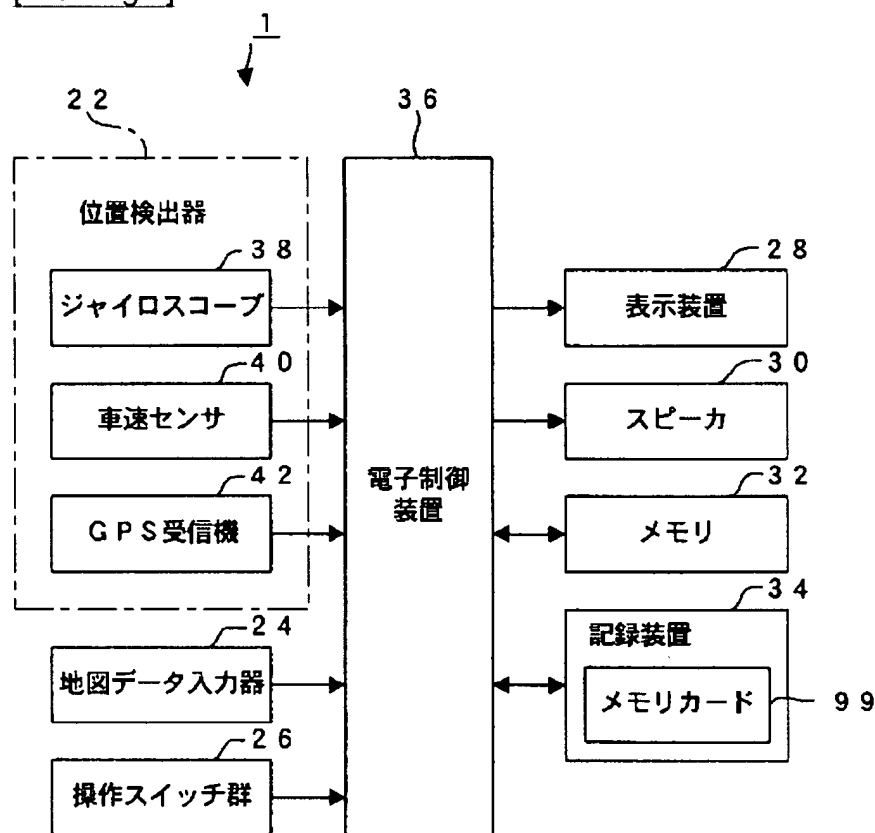 1
22
36
位置検出器
38
ジャイロスコープ
28
表示装置
40
車速センサ
30
スピーカ
電子制御
装置
42
GPS受信機
32
メモリ
34
記録装置
24
地図データ入力器
メモリカード
99
26
操作スイッチ群